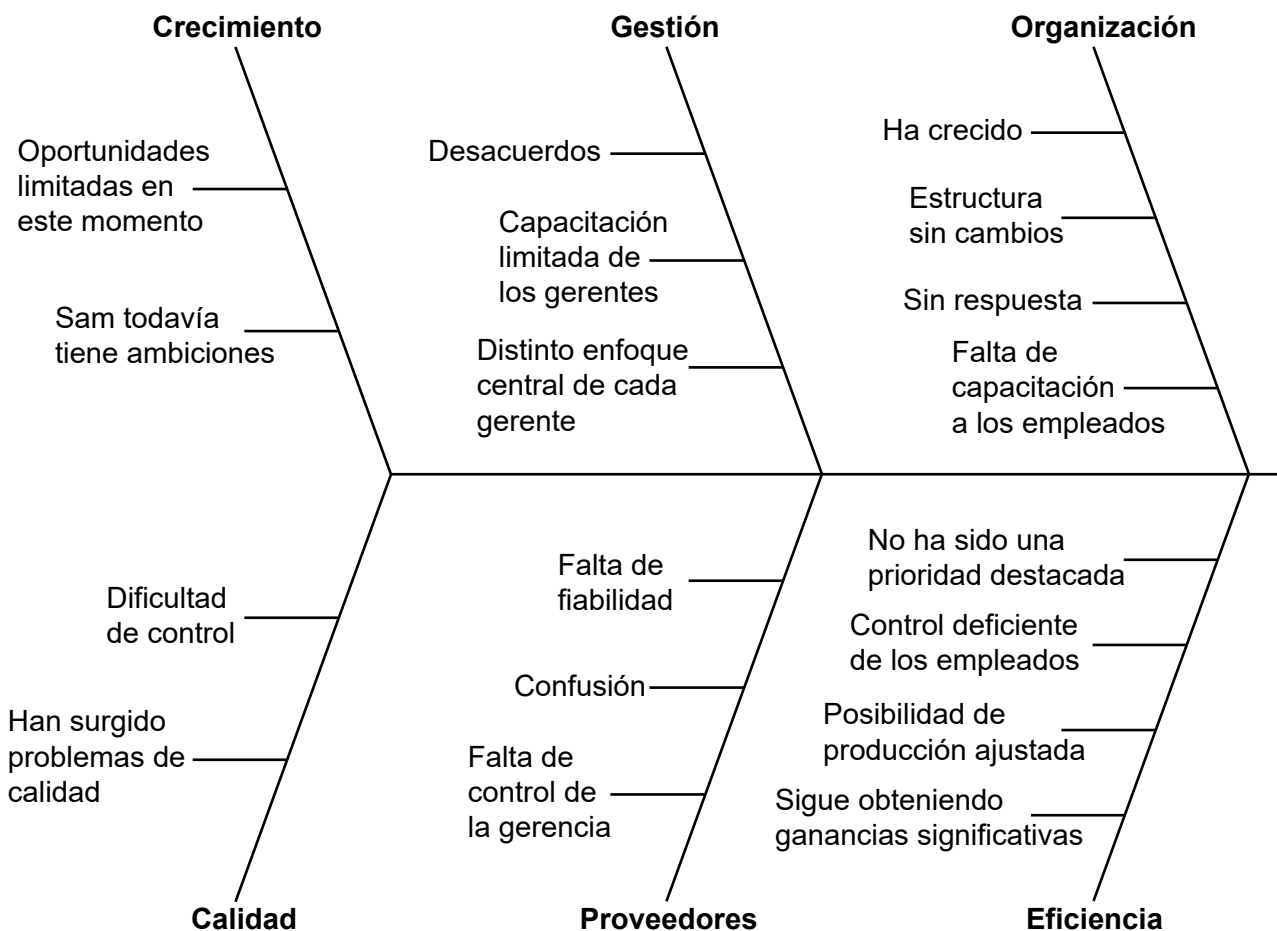 Crecimiento
Gestión
Organización
Oportunidades
limitadas en
este momento
Sam todavía
tiene ambiciones
Desacuerdos
Capacitación
limitada de
los gerentes
Distinto enfoque
central de cada
gerente
Ha crecido
Estructura
sin cambios
Sin respuesta
Falta de
capacitación
a los empleados
Dificultad
de control
Han surgido
problemas de
calidad
Falta de
fiabilidad
Confusión
Falta de
control de
la gerencia
No ha sido una
prioridad destacada
Control deficiente
de los empleados
Posibilidad de
producción ajustada
Sigue obteniendo
ganancias significativas
Calidad
Proveedores
Eficiencia